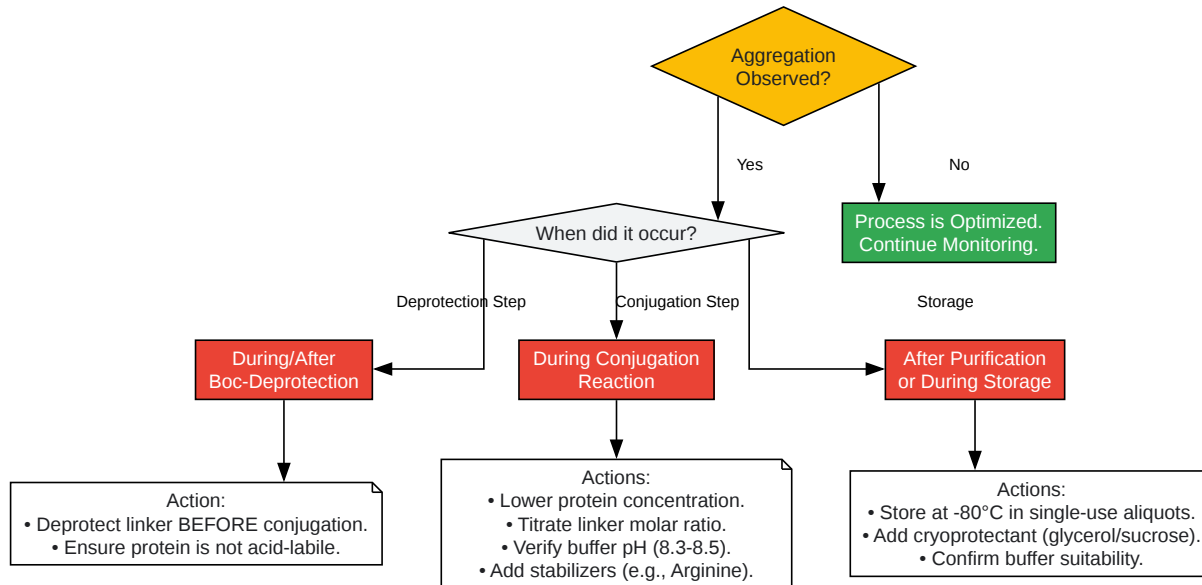 Aggregation
Observed?
Yes
No
Process is Optimized.
Continue Monitoring.
When did it occur?
Deprotection Step
Conjugation Step
Storage
During/After
Boc-Deprotection
During Conjugation
Reaction
After Purification
or During Storage
Action:
• Deprotect linker BEFORE conjugation.
• Ensure protein is not acid-labile.
Actions:
• Lower protein concentration.
• Titrate linker molar ratio.
• Verify buffer pH (8.3-8.5).
• Add stabilizers (e.g., Arginine).
Actions:
• Store at -80°C in single-use aliquots.
• Add cryoprotectant (glycerol/sucrose).
• Confirm buffer suitability.